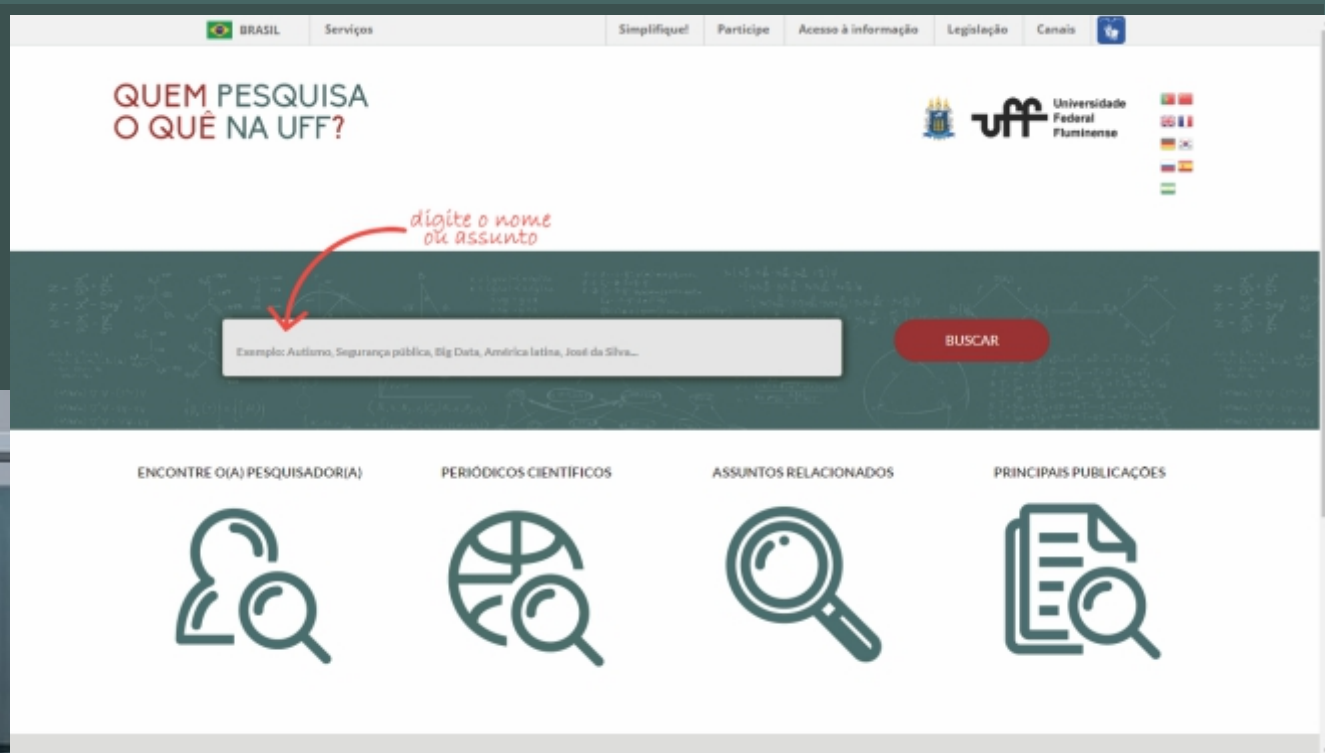 BRASIL Serviços Simplifique! Participe Acesso à informação Legislação Canais
QUEM PESQUISA
O QUÊ NA UFF?
uff Universidade
Federal
Fluminense
digite o nome
ou assunto
Exemplo: Autismo, Segurança pública, Big Data, América latina, José da Silva...
BUSCAR
ENCONTRE O(A) PESQUISADOR(A) PERIÓDICOS CIENTÍFICOS ASSUNTOS RELACIONADOS PRINCIPAIS PUBLICAÇÕES